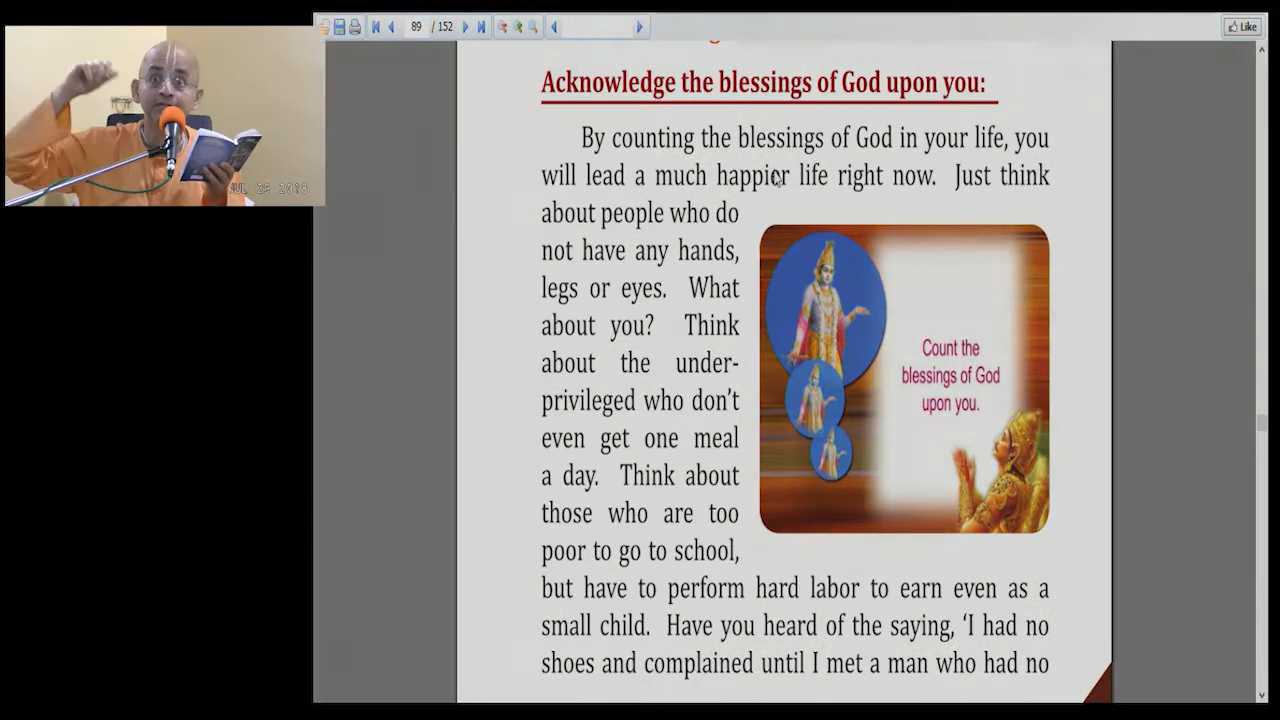 89 / 152
Like
Acknowledge the blessings of God upon you:
By counting the blessings of God in your life, you
will lead a much happier life right now. Just think
about people who do
not have any hands,
legs or eyes. What
about you? Think
about the under-
privileged who don't
even get one meal
a day. Think about
those who are too
poor to go to school,
Count the
blessings of God
upon you.
but have to perform hard labor to earn even as a
small child. Have you heard of the saying, 'I had no
shoes and complained until I met a man who had no
JUL 29 2018